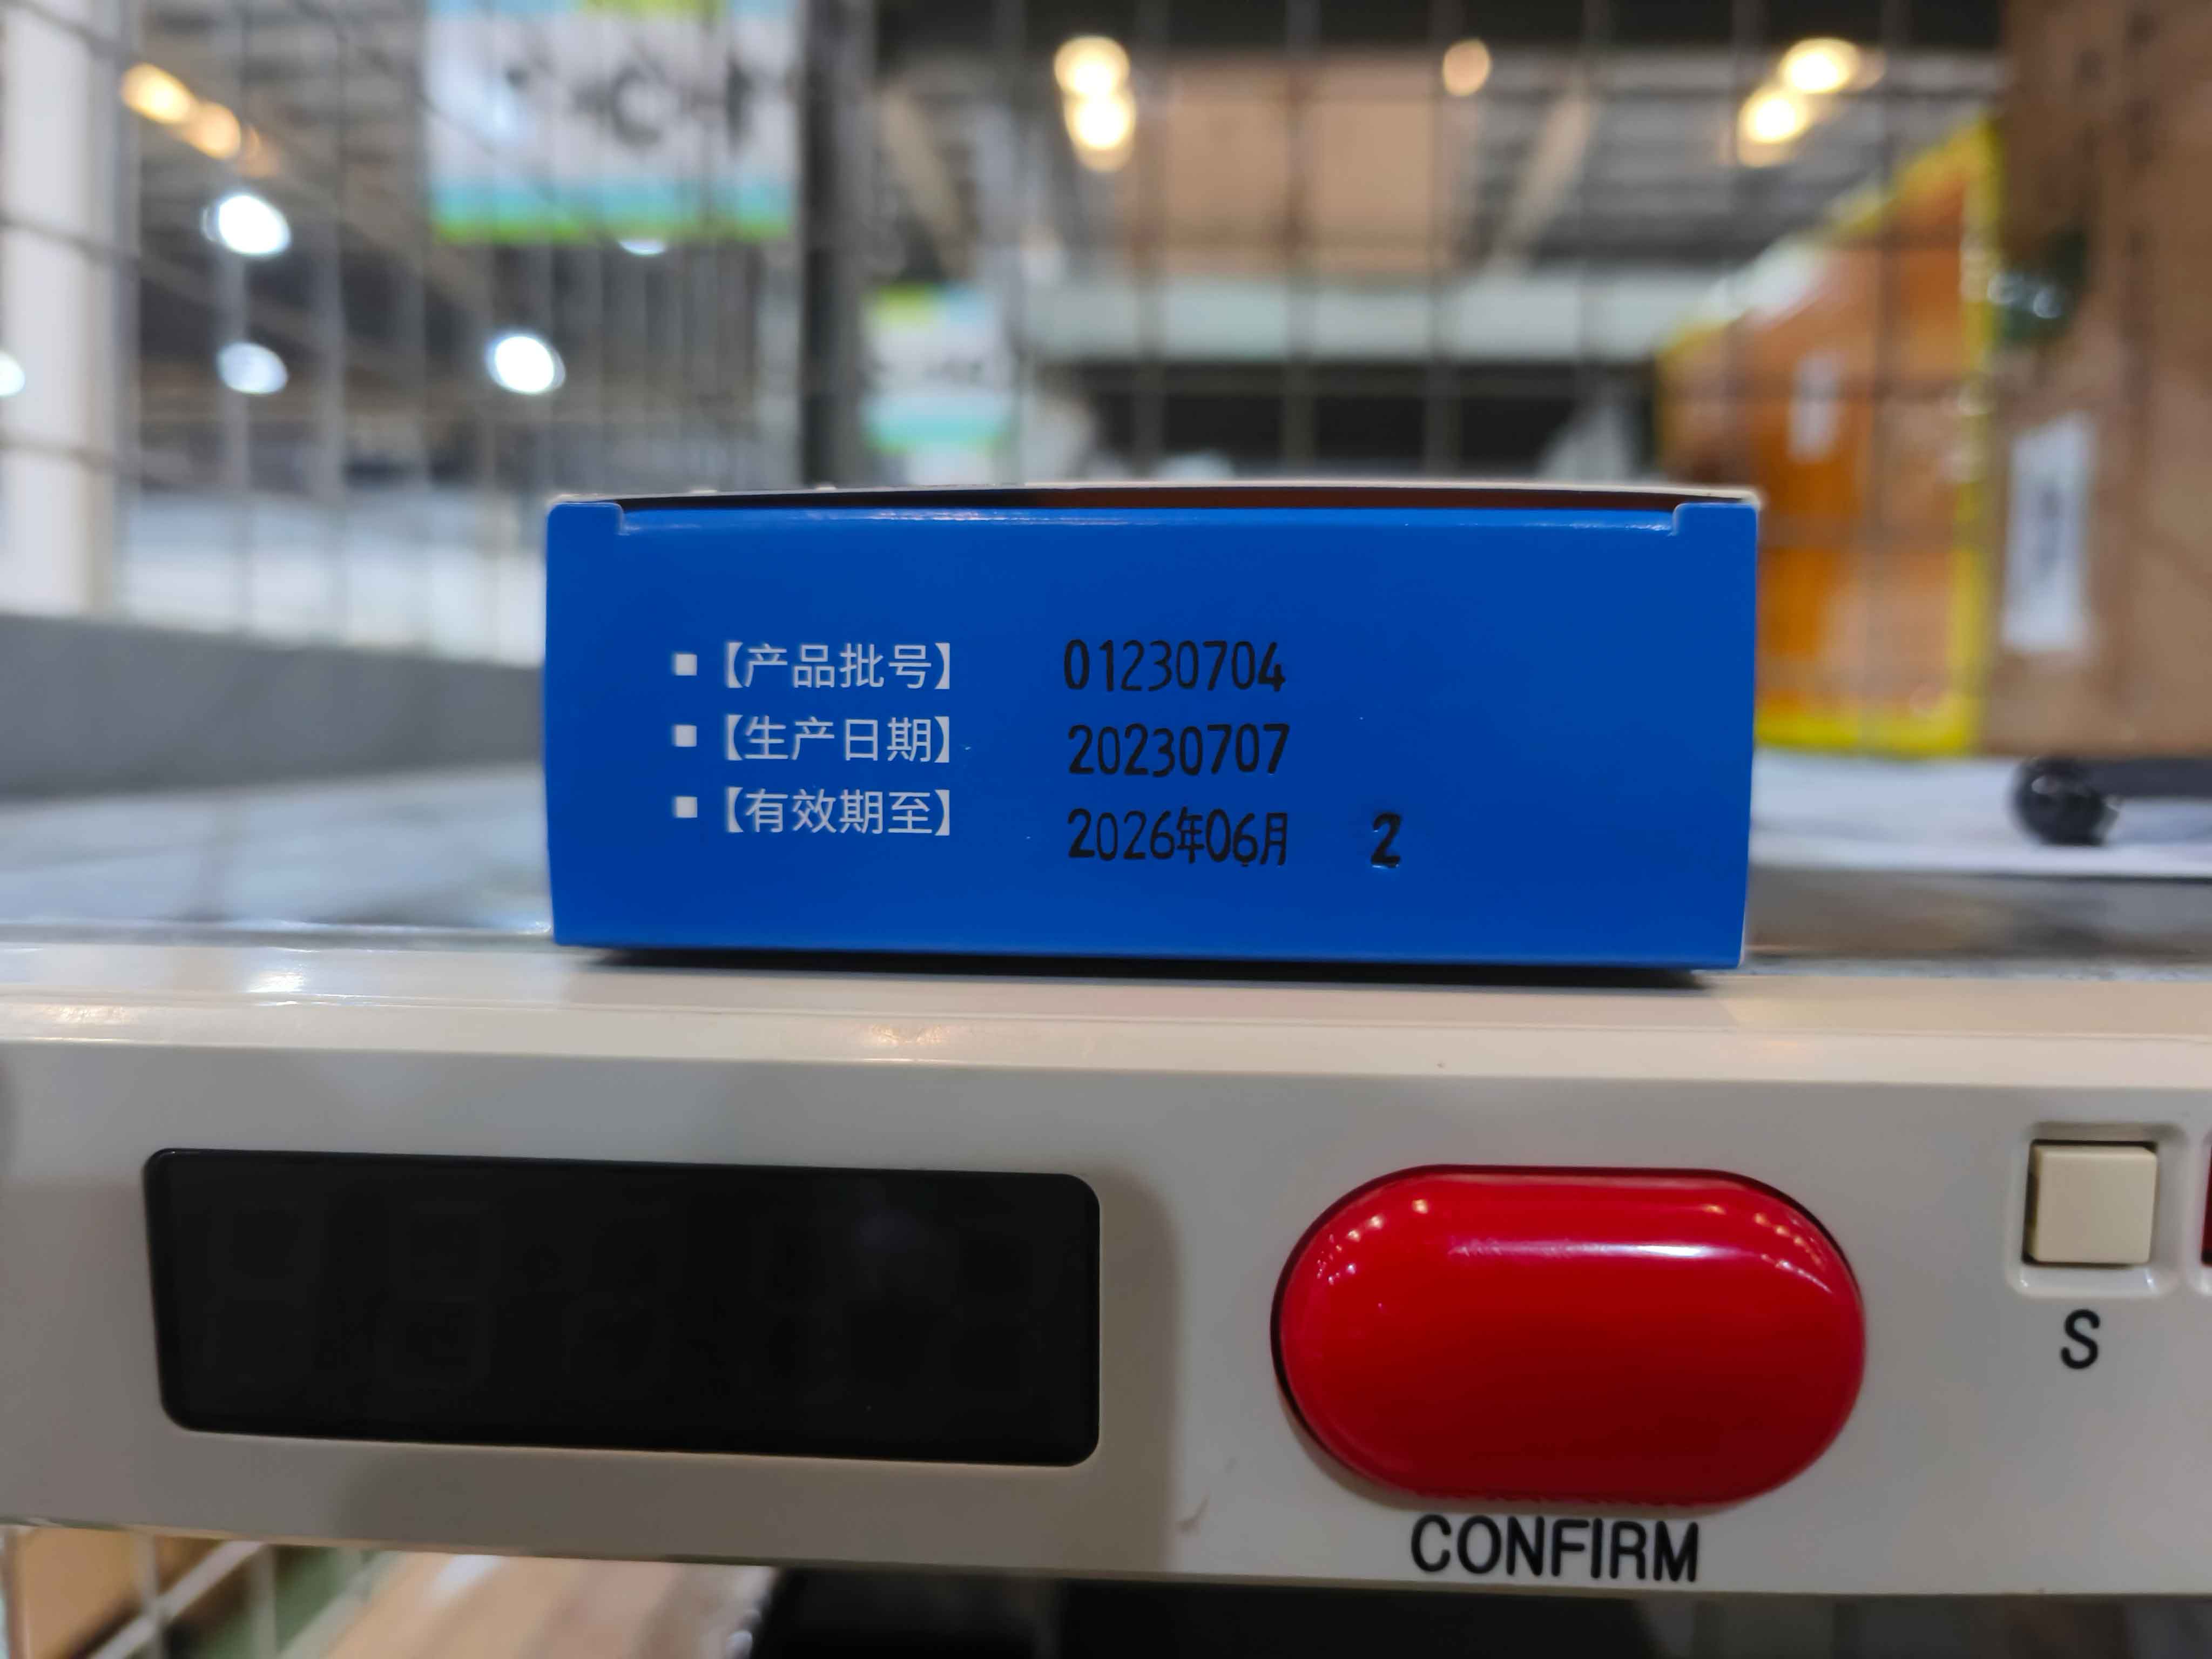 ■【产品批号】 01230704
■【生产日期】 20230707
■【有效期至】 2026年06月 2
S
CONFIRM